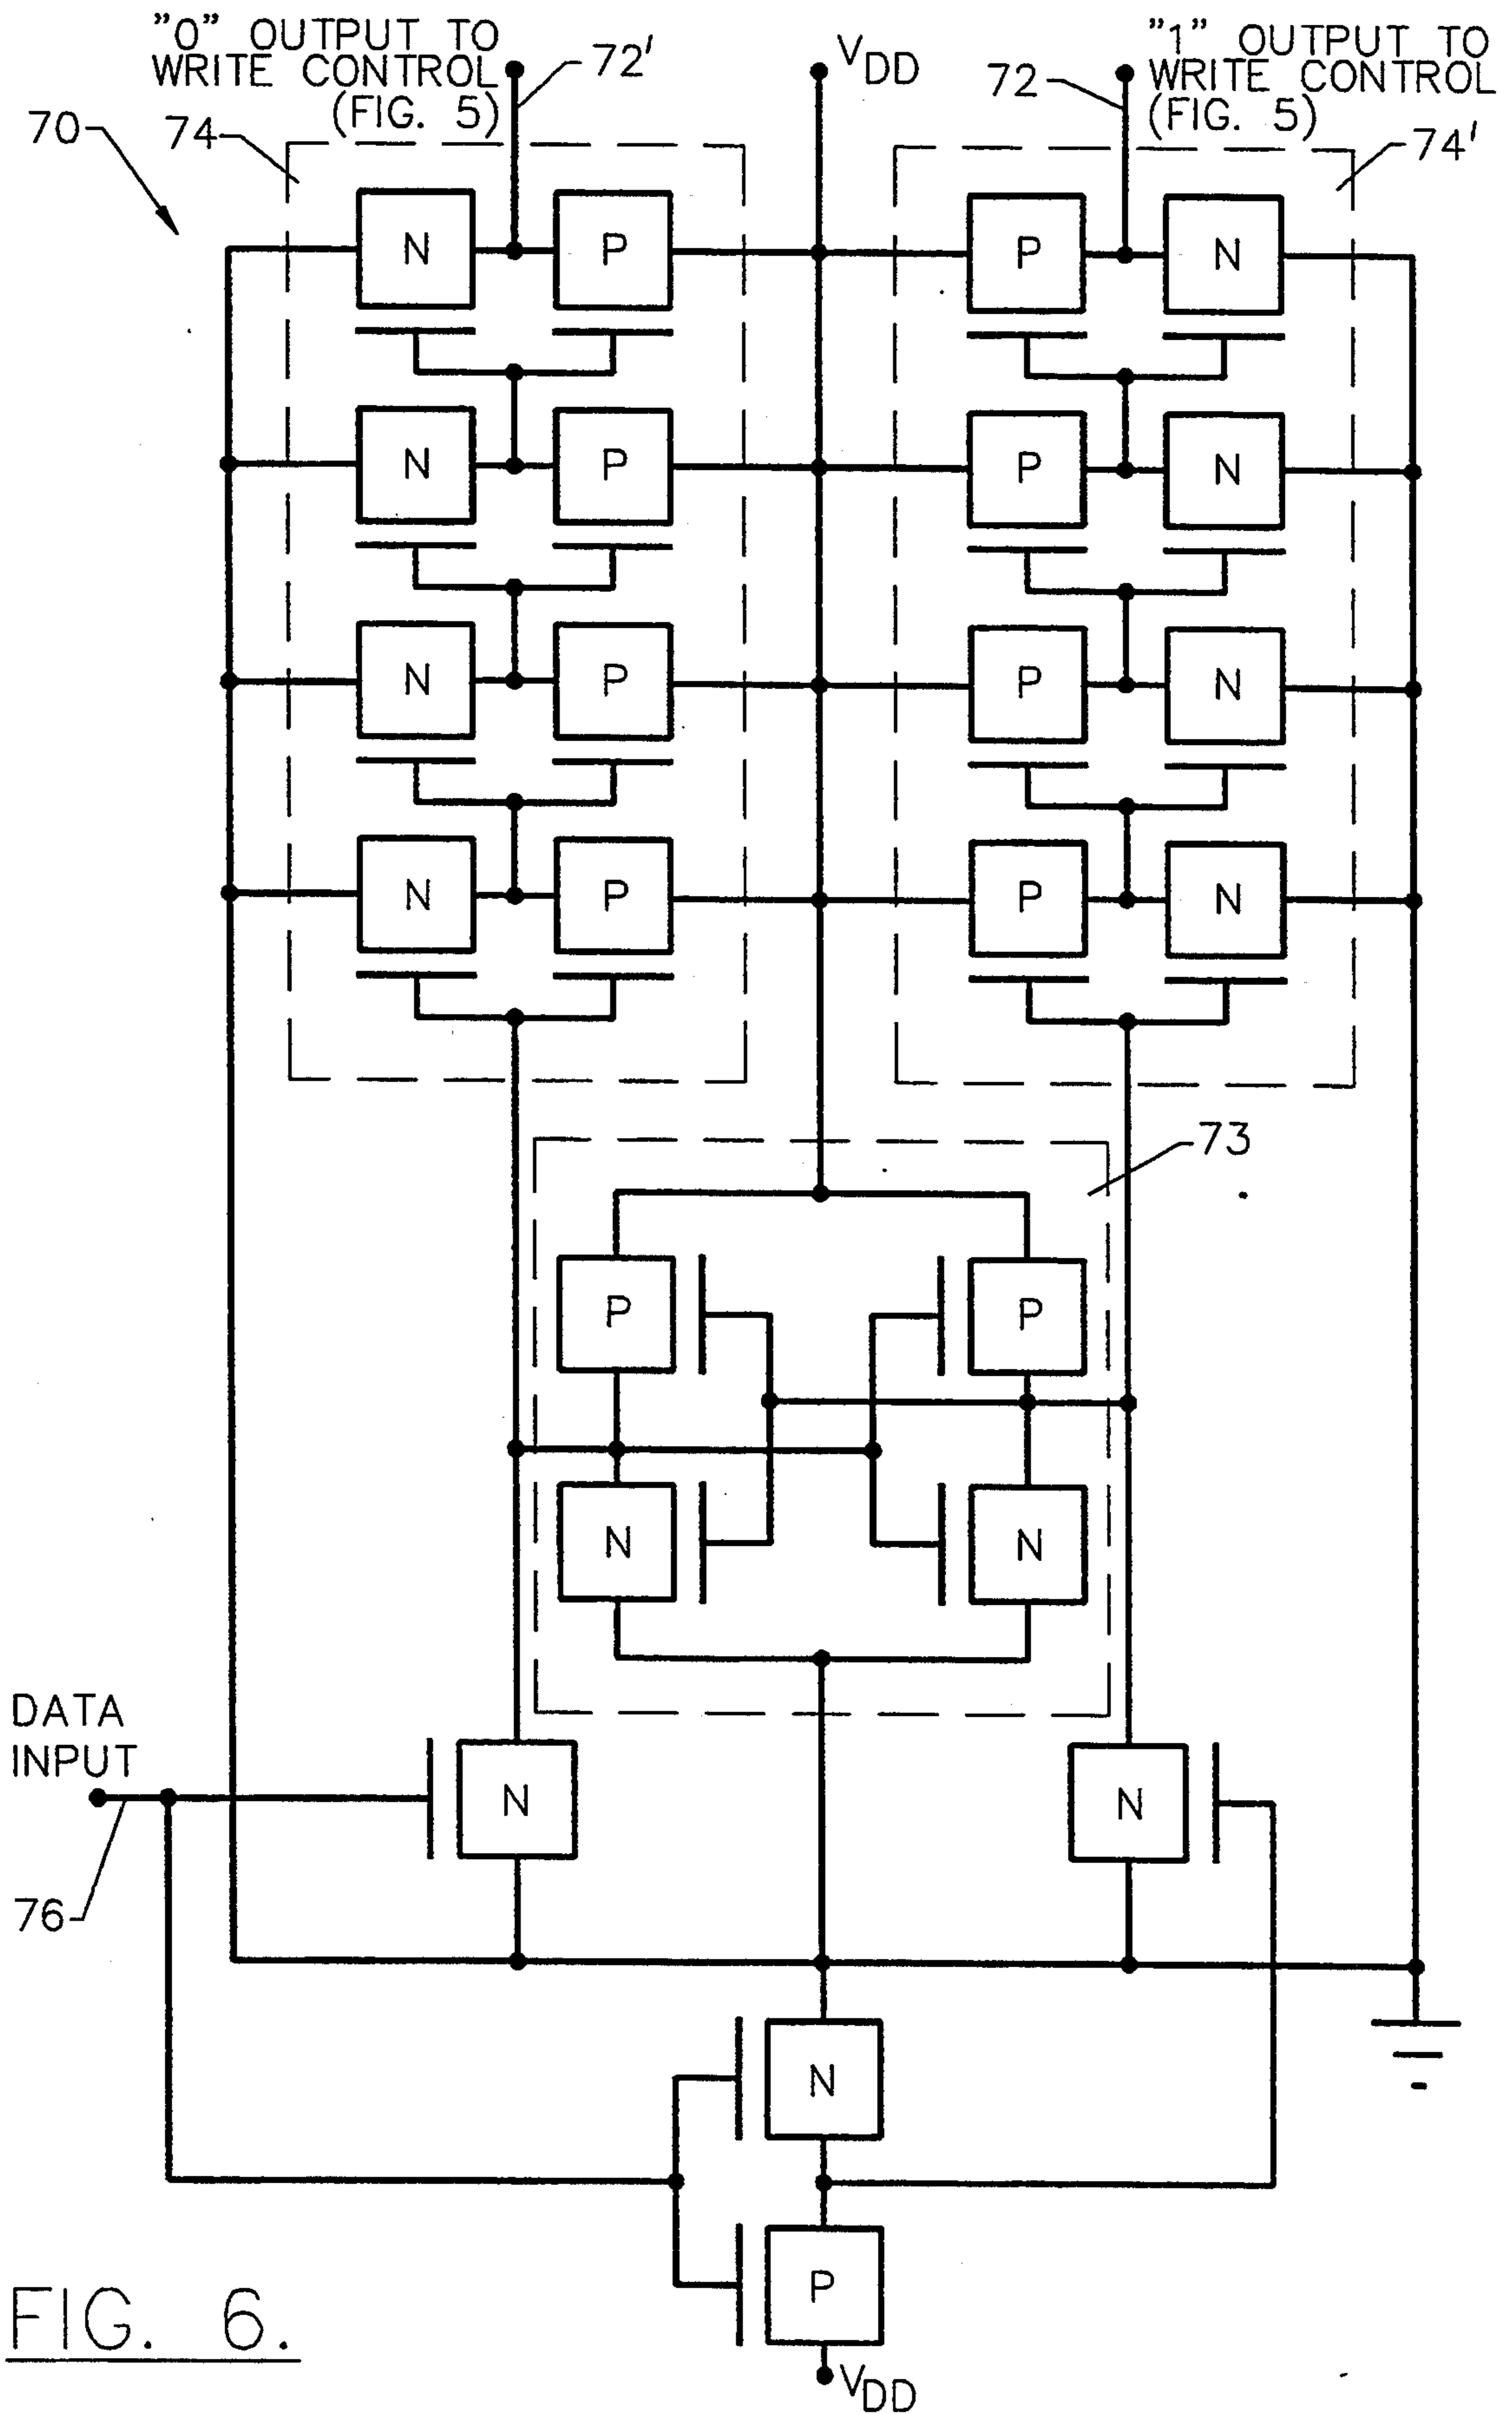 "0" OUTPUT TO
WRITE CONTROL
(FIG. 5)
72'
VDD
72
"1" OUTPUT TO
WRITE CONTROL
(FIG. 5)
70
74
74'
N P P N
N P P N
N P P N
N P P N
73
P P
N N
DATA
INPUT
N N
76
N
P
VDD
FIG. 6.